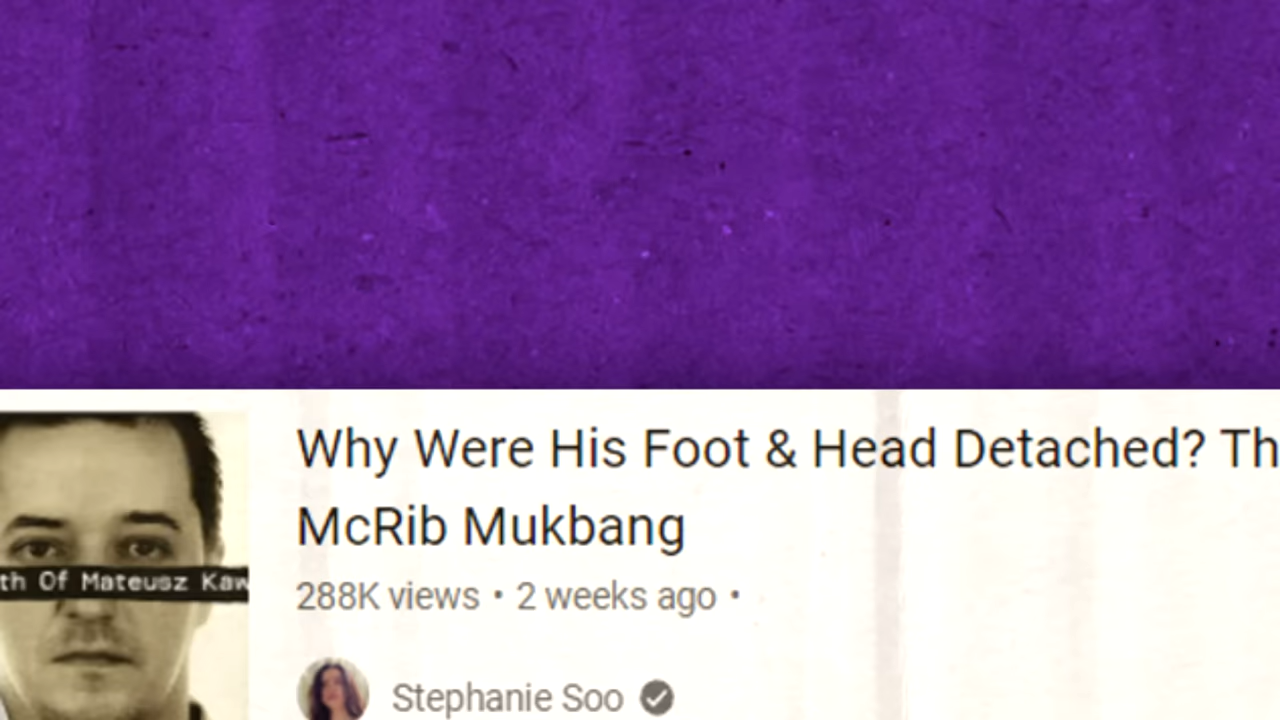 Why Were His Foot & Head Detached? Th
McRib Mukbang
th Of Mateusz Kaw
288K views • 2 weeks ago •
Stephanie Soo